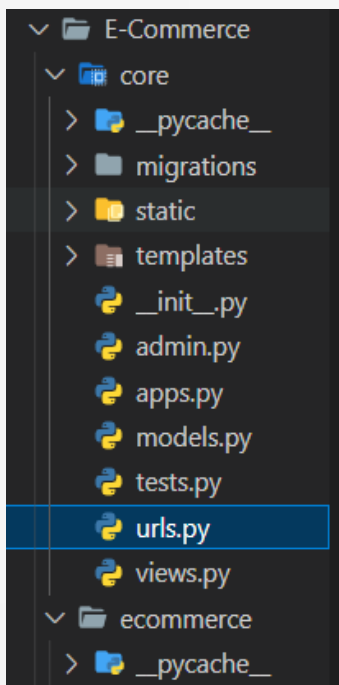 E-Commerce
core
__pycache__
migrations
static
templates
__init__.py
admin.py
apps.py
models.py
tests.py
urls.py
views.py
ecommerce
__pycache__